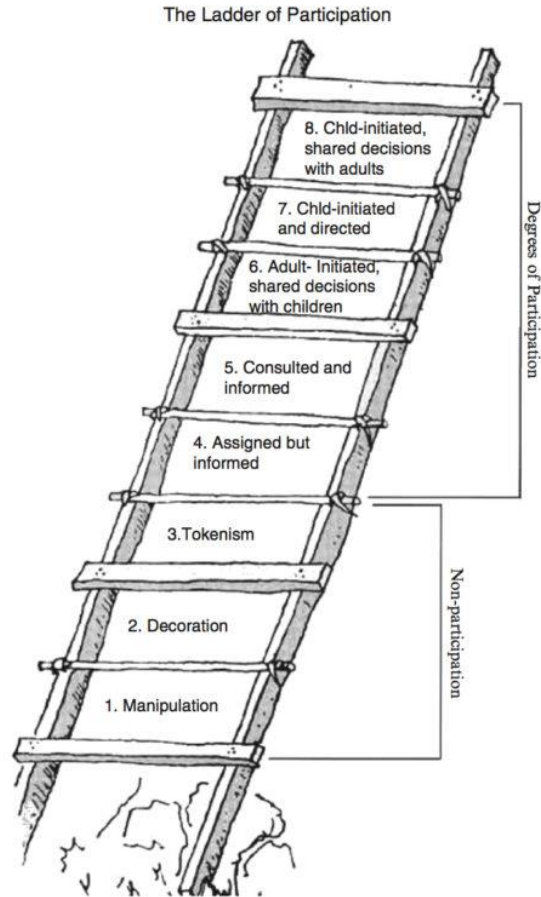 The Ladder of Participation
8. Chld-initiated,
shared decisions
with adults
7. Chld-initiated
and directed
6. Adult- Initiated,
shared decisions
with children
5. Consulted and
informed
4. Assigned but
informed
3.Tokenism
2. Decoration
1. Manipulation
Degrees of Participation
Non-participation